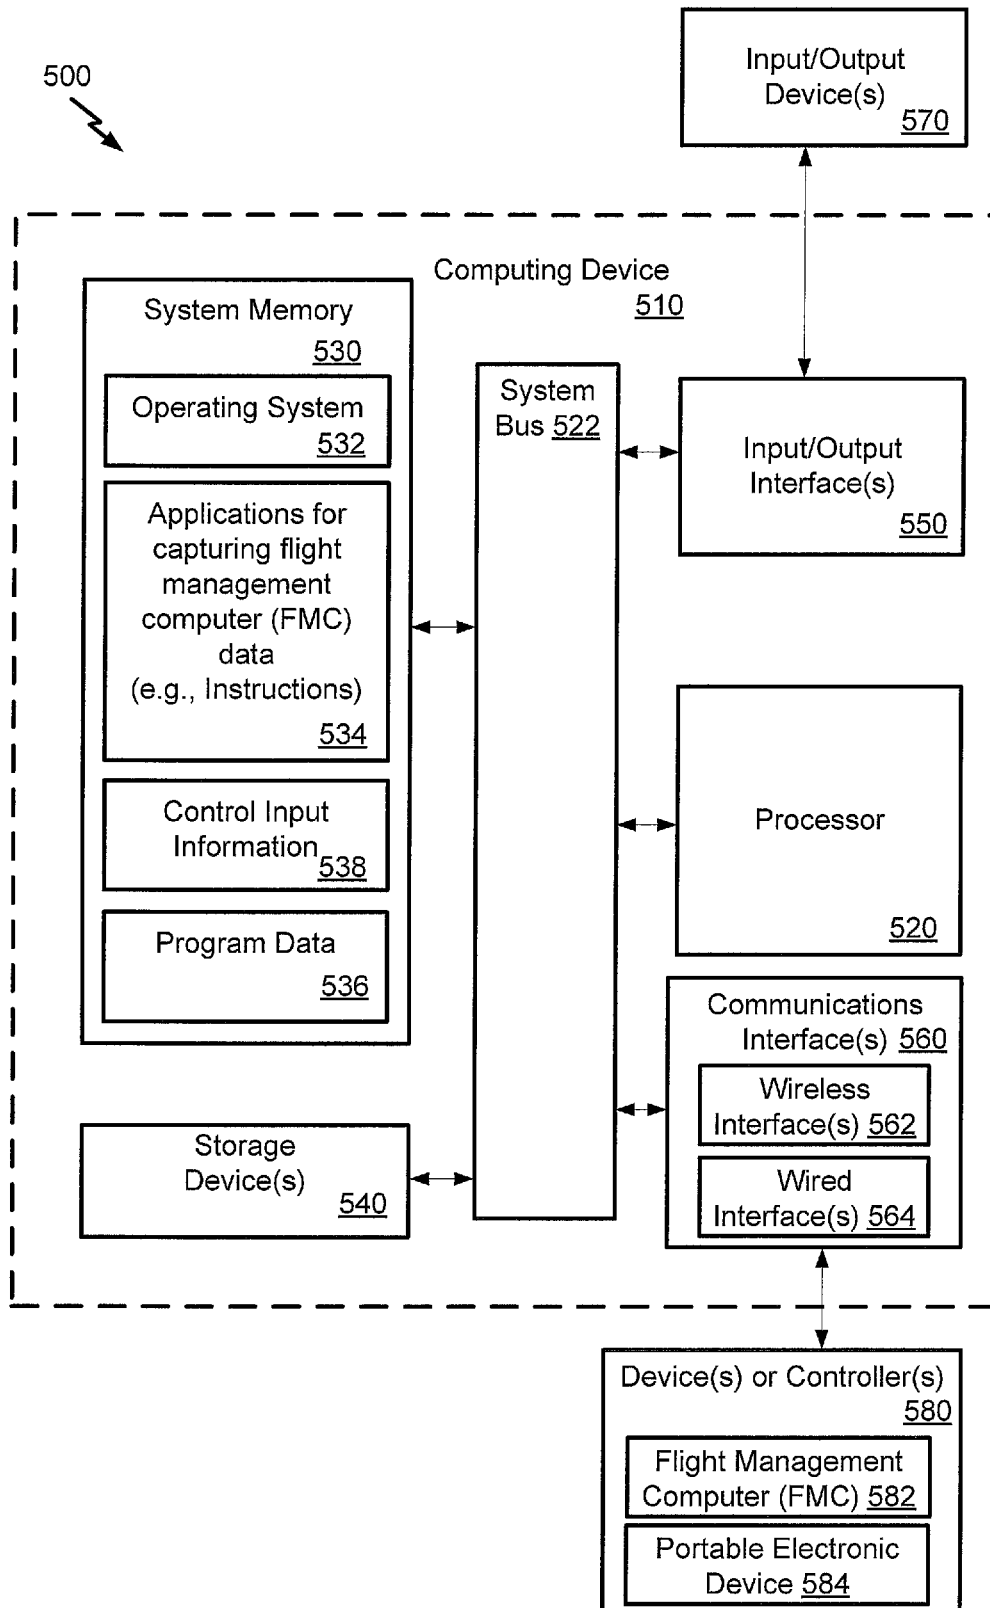 500
Input/Output
Device(s)
570
Computing Device
510
System Memory
530
Operating System
532
Applications for
capturing flight
management
computer (FMC)
data
(e.g., Instructions)
534
Control Input
Information
538
Program Data
536
Storage
Device(s)
540
System
Bus 522
Input/Output
Interface(s)
550
Processor
520
Communications
Interface(s) 560
Wireless
Interface(s) 562
Wired
Interface(s) 564
Device(s) or Controller(s)
580
Flight Management
Computer (FMC) 582
Portable Electronic
Device 584